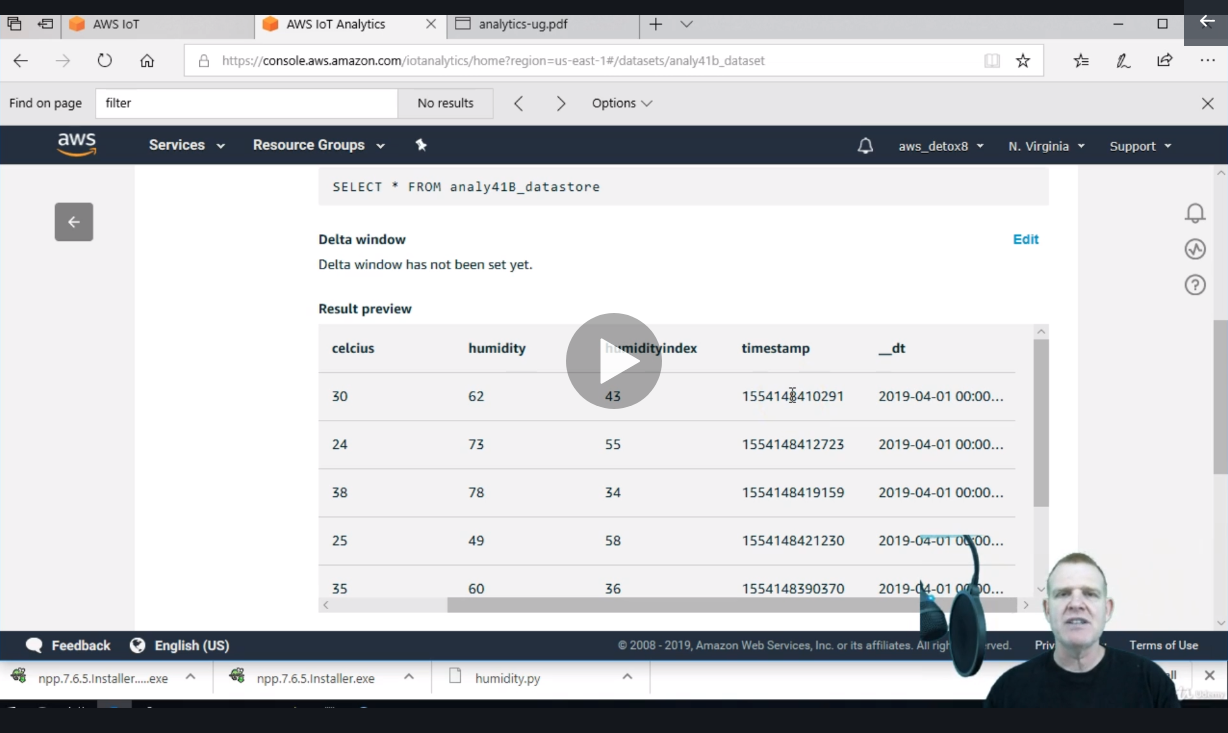 AWS IoT AWS IoT Analytics analytics-ug.pdf
https://console.aws.amazon.com/iotanalytics/home?region=us-east-1#/datasets/analy41b_dataset
Find on page filter No results Options
aws Services Resource Groups aws_detox8 N. Virginia Support
SELECT * FROM analy41B_datastore
Delta window Edit
Delta window has not been set yet.
Result preview
celcius humidity humidityindex timestamp __dt
30 62 43 1554148410291 2019-04-01 00:00...
24 73 55 1554148412723 2019-04-01 00:00...
38 78 34 1554148419159 2019-04-01 00:00...
25 49 58 1554148421230 2019-04-01 00:00...
35 60 36 1554148390370 2019-04-01 00:00...
Feedback English (US) © 2008 - 2019, Amazon Web Services, Inc. or its affiliates. All rights reserved. Terms of Use
npp.7.6.5.Installer.....exe npp.7.6.5.Installer.exe humidity.py